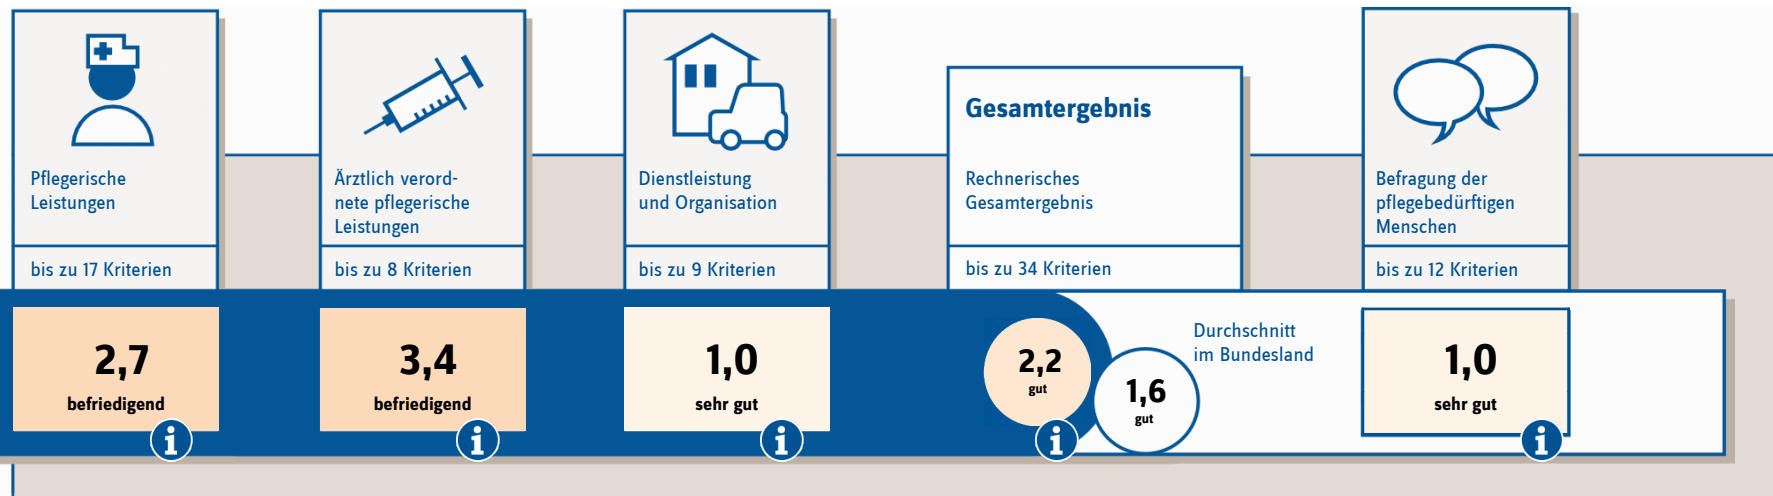 Pflegerische
Leistungen
bis zu 17 Kriterien
2,7
befriedigend
i
Ärztlich verord-
nete pflegerische
Leistungen
bis zu 8 Kriterien
3,4
befriedigend
i
Dienstleistung
und Organisation
bis zu 9 Kriterien
1,0
sehr gut
i
Gesamtergebnis
Rechnerisches
Gesamtergebnis
bis zu 34 Kriterien
2,2
gut
i
1,6
gut
Durchschnitt
im Bundesland
Befragung der
pflegebedürftigen
Menschen
bis zu 12 Kriterien
1,0
sehr gut
i